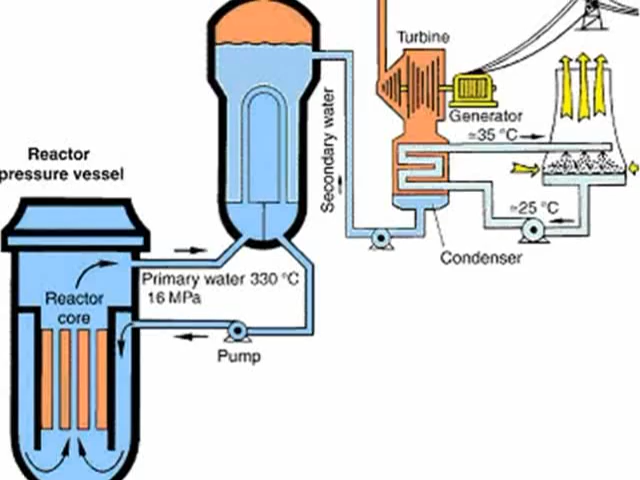 Turbine
Generator
≃35 °C
Secondary water
Reactor
pressure vessel
≃25 °C
Condenser
Primary water 330 °C
16 MPa
Reactor
core
Pump